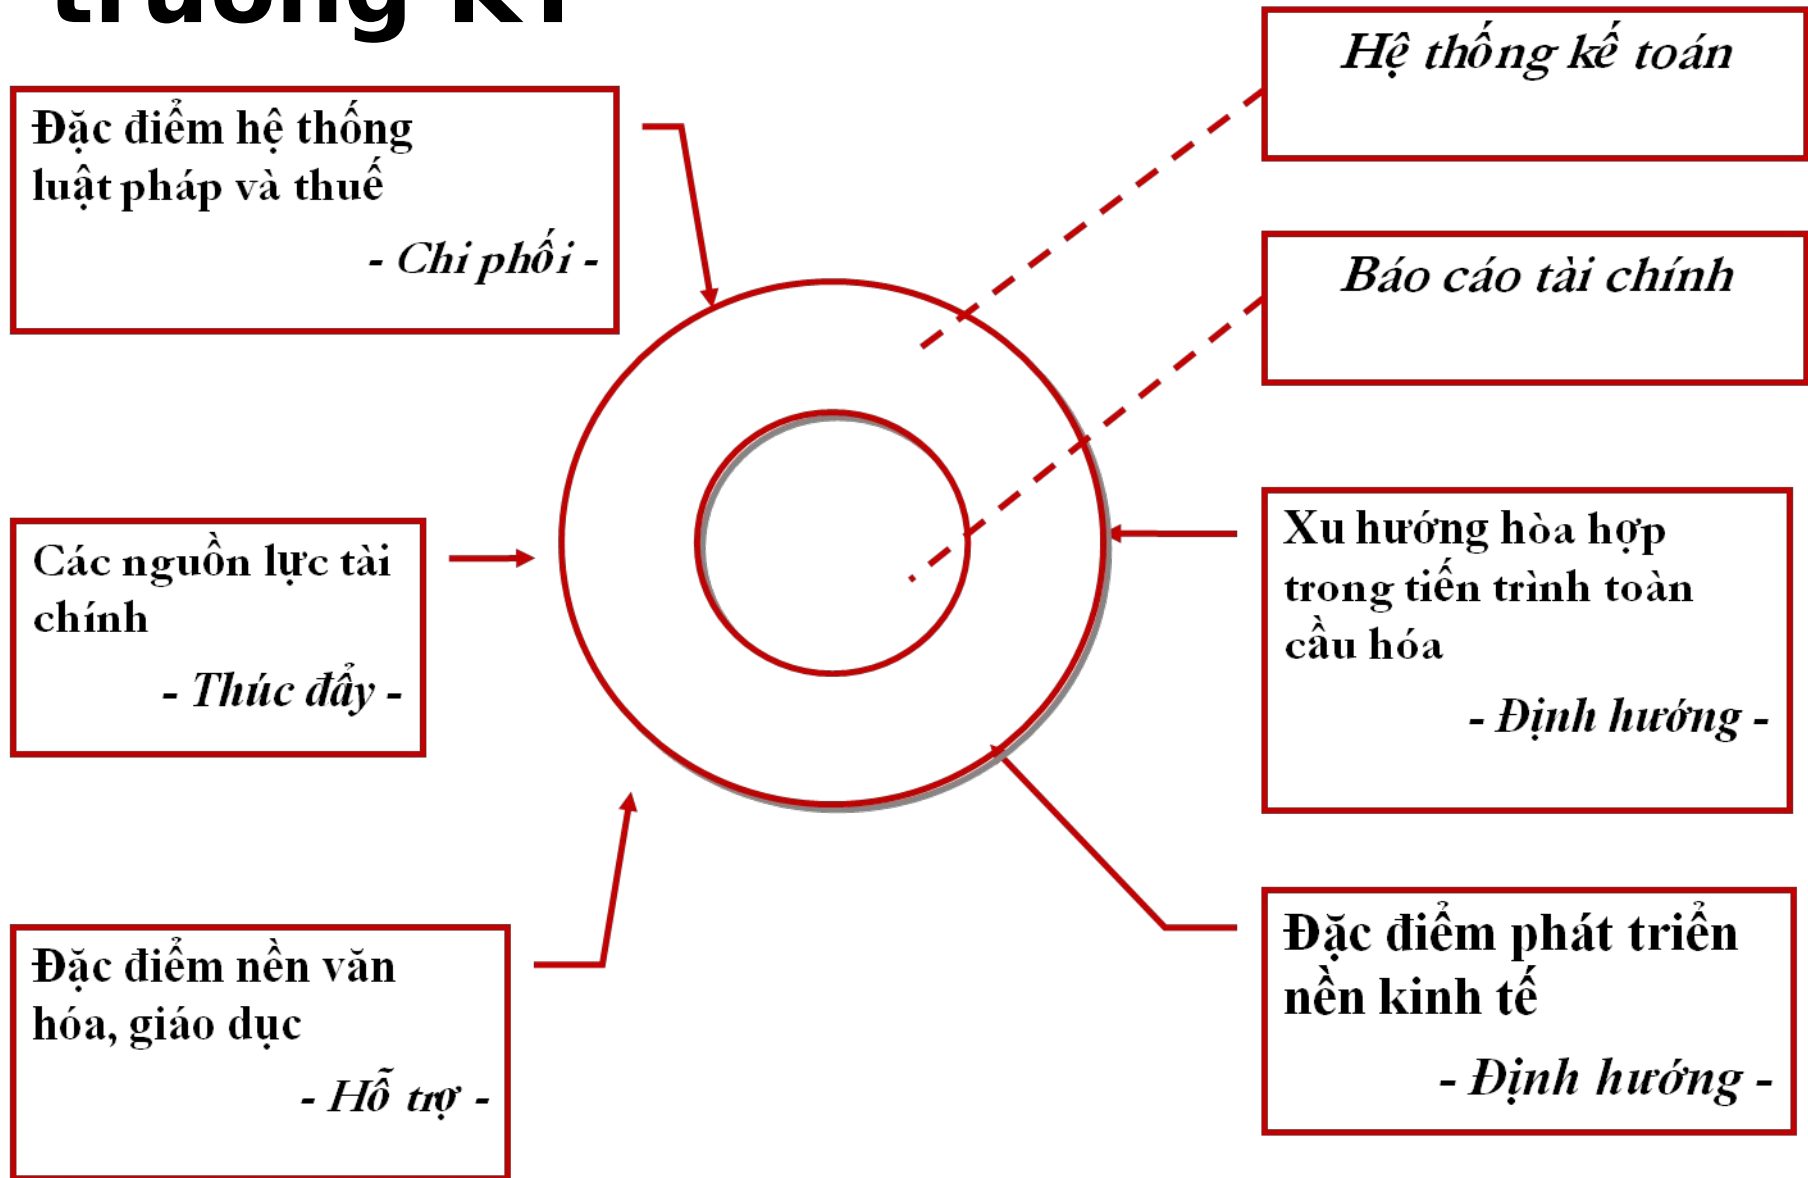 trường KT
Hệ thống kế toán
Đặc điểm hệ thống
luật pháp và thuế
- Chi phối -
Báo cáo tài chính
Các nguồn lực tài
chính
- Thúc đẩy -
Xu hướng hòa hợp
trong tiến trình toàn
cầu hóa
- Định hướng -
Đặc điểm nền văn
hóa, giáo dục
- Hỗ trợ -
Đặc điểm phát triển
nền kinh tế
- Định hướng -